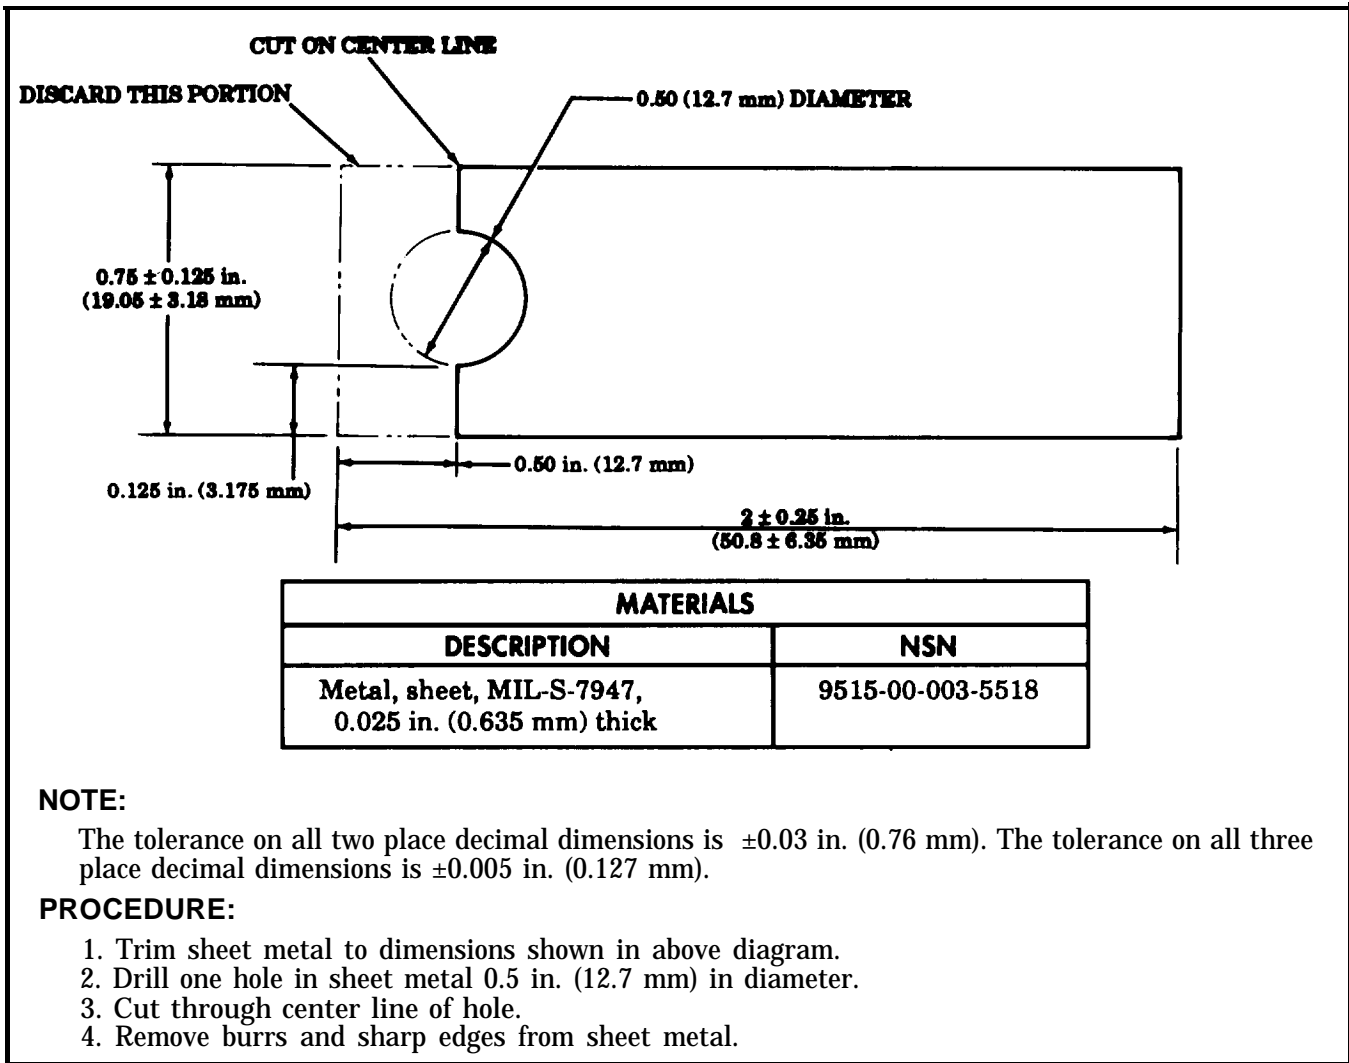 CUT ON CENTER LINE
DISCARD THIS PORTION
0.50 (12.7 mm) DIAMETER
0.75 ± 0.125 in.
(19.05 ± 3.18 mm)
0.50 in. (12.7 mm)
0.125 in. (3.175 mm)
2 ± 0.25 in.
(50.8 ± 6.35 mm)
MATERIALS
DESCRIPTION NSN
Metal, sheet, MIL-S-7947, 9515-00-003-5518
0.025 in. (0.635 mm) thick
NOTE:
The tolerance on all two place decimal dimensions is ±0.03 in. (0.76 mm). The tolerance on all three
place decimal dimensions is ±0.005 in. (0.127 mm).
PROCEDURE:
1. Trim sheet metal to dimensions shown in above diagram.
2. Drill one hole in sheet metal 0.5 in. (12.7 mm) in diameter.
3. Cut through center line of hole.
4. Remove burrs and sharp edges from sheet metal.